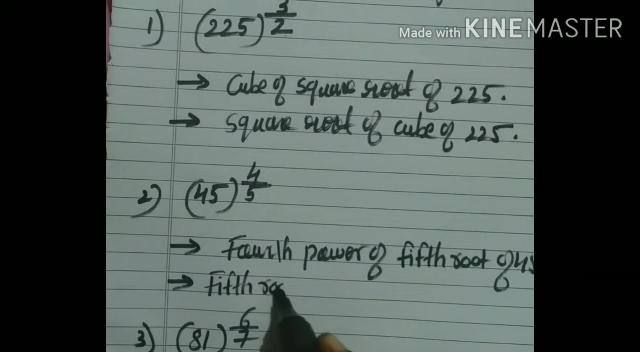 Made with KINEMASTER
1) (225)^3/2
→ Cube of square root of 225.
→ square root of cube of 225.
2) (45)^4/5
→ Fourth power of fifth root of 45
→ Fifth roo
3) (81)^6/7